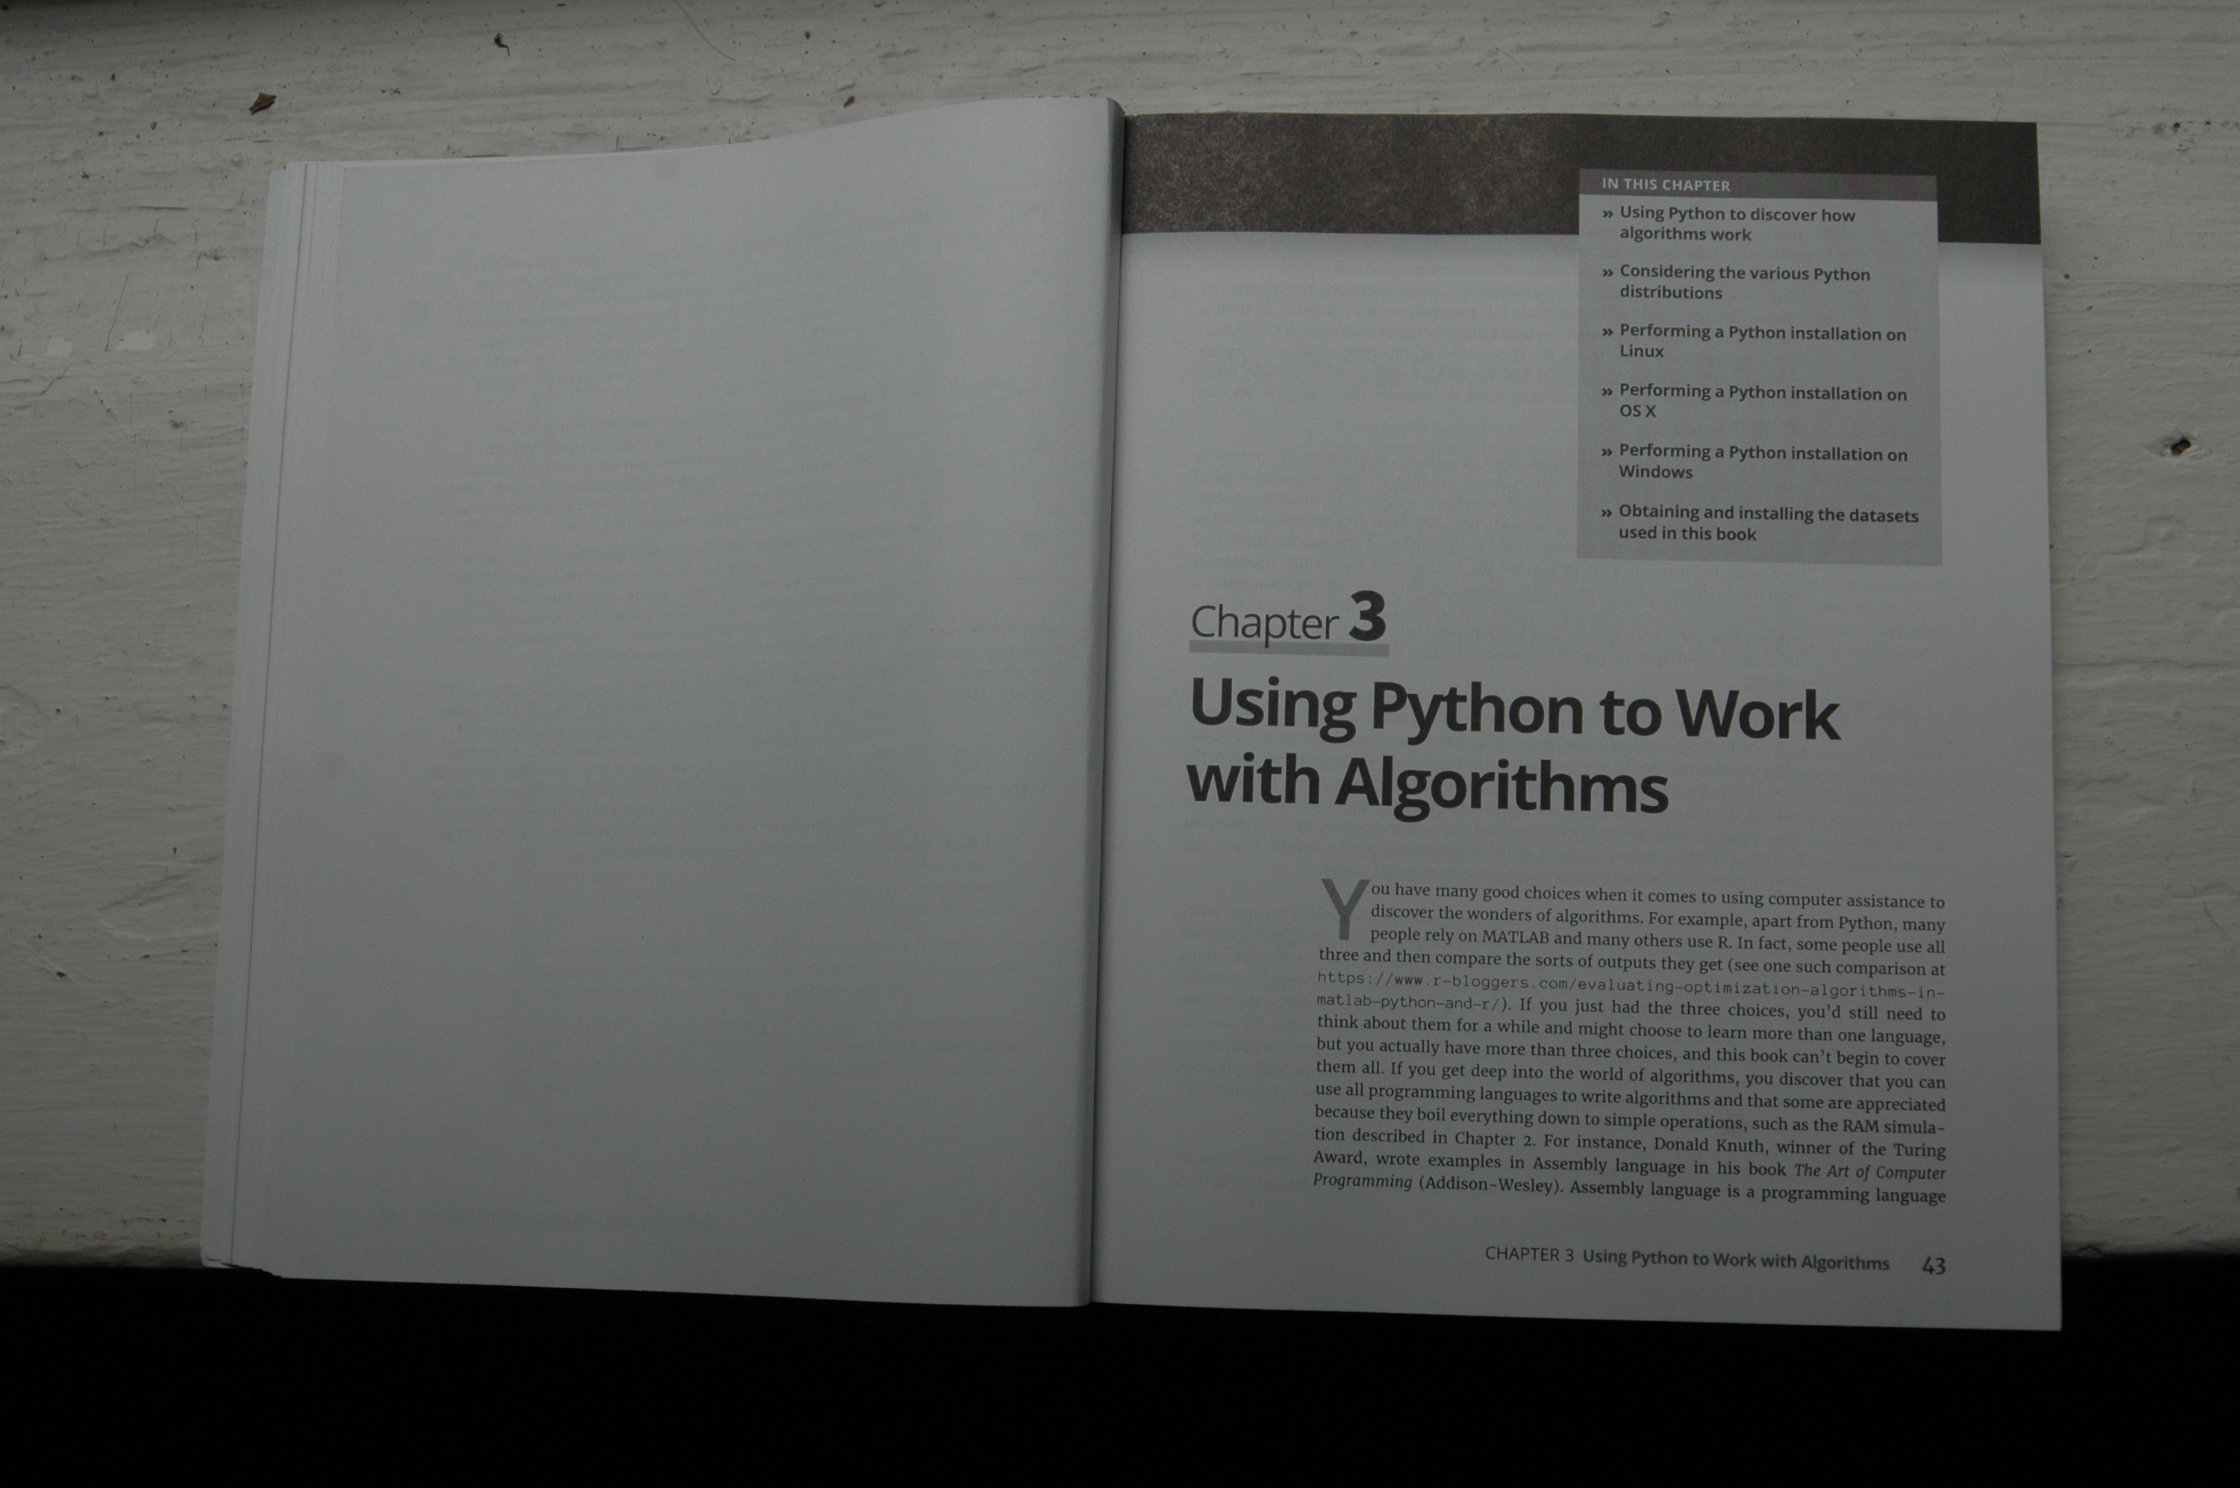 IN THIS CHAPTER
» Using Python to discover how
algorithms work
» Considering the various Python
distributions
» Performing a Python installation on
Linux
» Performing a Python installation on
OS X
» Performing a Python installation on
Windows
» Obtaining and installing the datasets
used in this book
Chapter 3
Using Python to Work
with Algorithms
You have many good choices when it comes to using computer assistance to
discover the wonders of algorithms. For example, apart from Python, many
people rely on MATLAB and many others use R. In fact, some people use all
three and then compare the sorts of outputs they get (see one such comparison at
https://www.r-bloggers.com/evaluating-optimization-algorithms-in-
matlab-python-and-r/). If you just had the three choices, you'd still need to
think about them for a while and might choose to learn more than one language,
but you actually have more than three choices, and this book can't begin to cover
them all. If you get deep into the world of algorithms, you discover that you can
use all programming languages to write algorithms and that some are appreciated
because they boil everything down to simple operations, such as the RAM simula-
tion described in Chapter 2. For instance, Donald Knuth, winner of the Turing
Award, wrote examples in Assembly language in his book The Art of Computer
Programming (Addison-Wesley). Assembly language is a programming language
CHAPTER 3 Using Python to Work with Algorithms 43